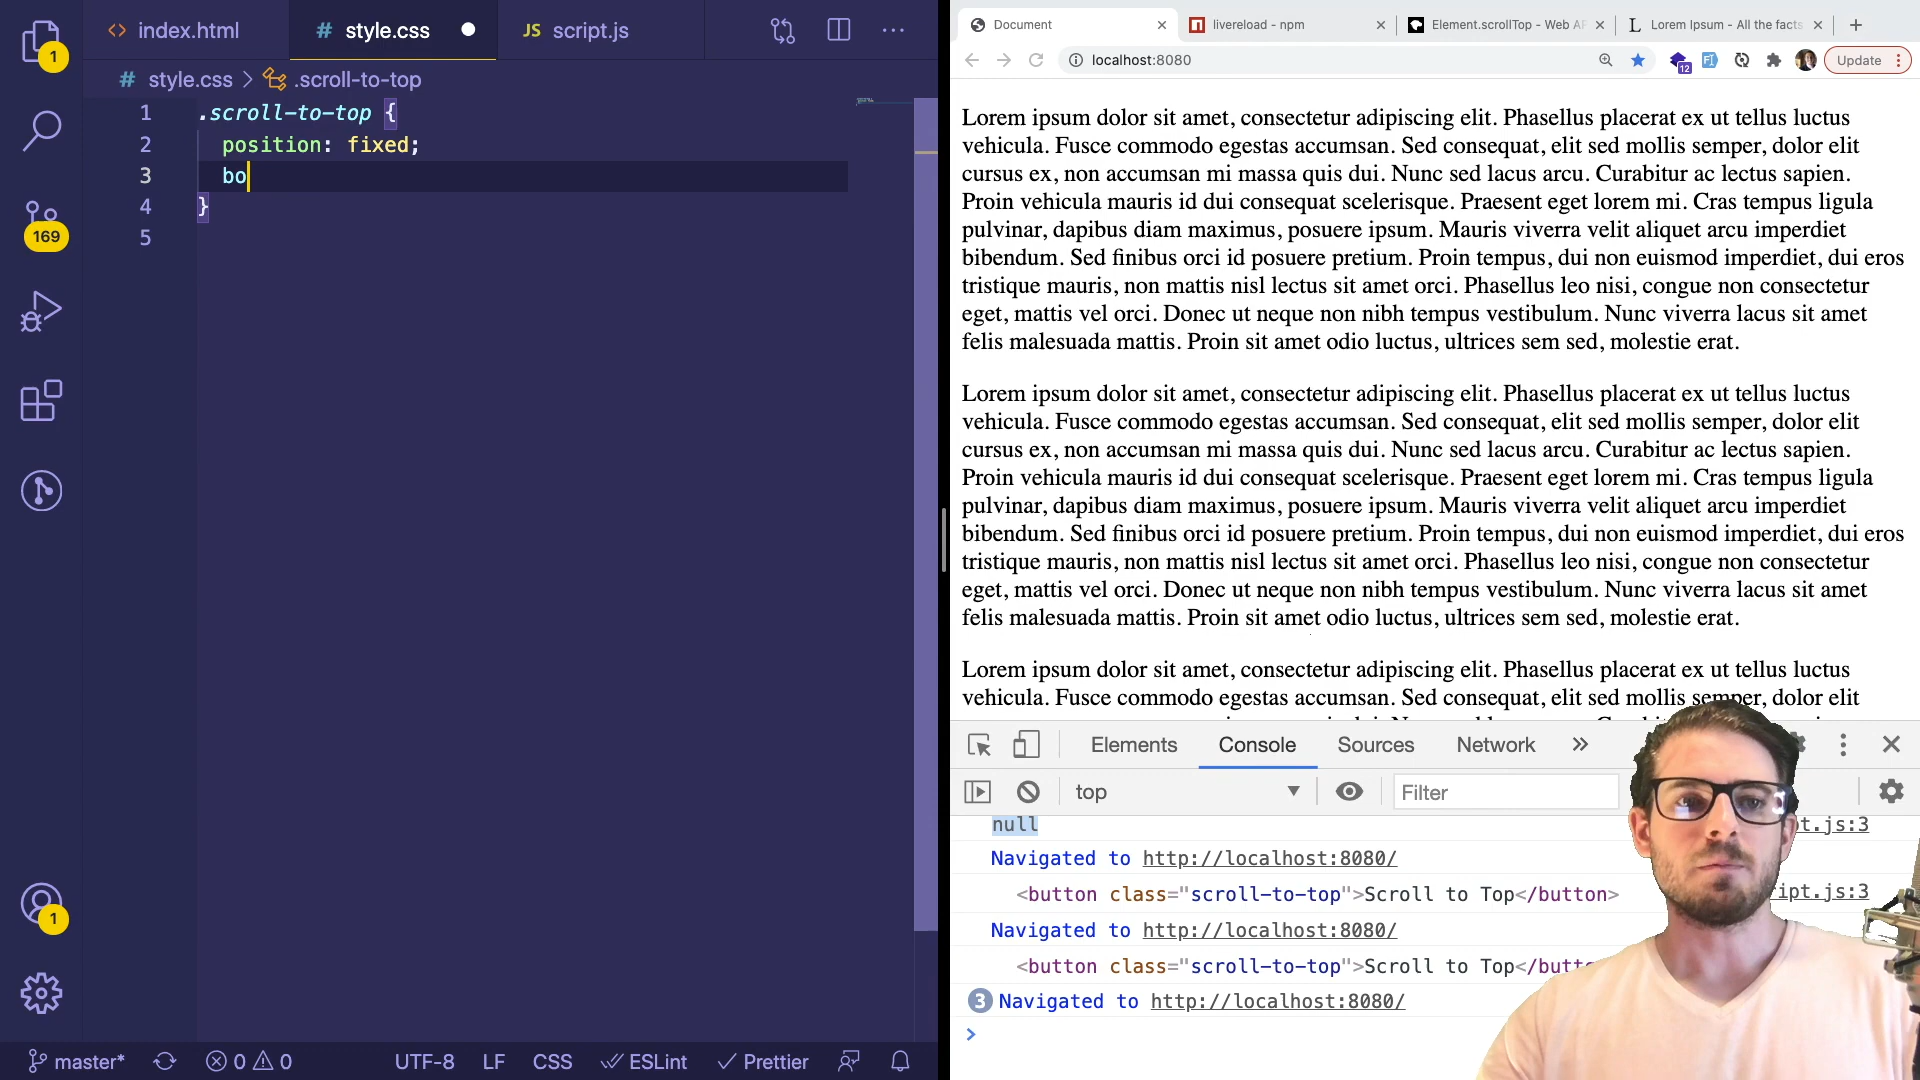 index.html
style.css
JS script.js
style.css > .scroll-to-top
1 .scroll-to-top {
2 position: fixed;
3 bo
4 }
5
1
169
1
master*
0 0
UTF-8
LF
CSS
ESLint
Prettier
Document
livereload - npm
Element.scrollTop - Web AP
Lorem Ipsum - All the facts
localhost:8080
12
Update
Lorem ipsum dolor sit amet, consectetur adipiscing elit. Phasellus placerat ex ut tellus luctus
vehicula. Fusce commodo egestas accumsan. Sed consequat, elit sed mollis semper, dolor elit
cursus ex, non accumsan mi massa quis dui. Nunc sed lacus arcu. Curabitur ac lectus sapien.
Proin vehicula mauris id dui consequat scelerisque. Praesent eget lorem mi. Cras tempus ligula
pulvinar, dapibus diam maximus, posuere ipsum. Mauris viverra velit aliquet arcu imperdiet
bibendum. Sed finibus orci id posuere pretium. Proin tempus, dui non euismod imperdiet, dui eros
tristique mauris, non mattis nisl lectus sit amet orci. Phasellus leo nisi, congue non consectetur
eget, mattis vel orci. Donec ut neque non nibh tempus vestibulum. Nunc viverra lacus sit amet
felis malesuada mattis. Proin sit amet odio luctus, ultrices sem sed, molestie erat.
Lorem ipsum dolor sit amet, consectetur adipiscing elit. Phasellus placerat ex ut tellus luctus
vehicula. Fusce commodo egestas accumsan. Sed consequat, elit sed mollis semper, dolor elit
cursus ex, non accumsan mi massa quis dui. Nunc sed lacus arcu. Curabitur ac lectus sapien.
Proin vehicula mauris id dui consequat scelerisque. Praesent eget lorem mi. Cras tempus ligula
pulvinar, dapibus diam maximus, posuere ipsum. Mauris viverra velit aliquet arcu imperdiet
bibendum. Sed finibus orci id posuere pretium. Proin tempus, dui non euismod imperdiet, dui eros
tristique mauris, non mattis nisl lectus sit amet orci. Phasellus leo nisi, congue non consectetur
eget, mattis vel orci. Donec ut neque non nibh tempus vestibulum. Nunc viverra lacus sit amet
felis malesuada mattis. Proin sit amet odio luctus, ultrices sem sed, molestie erat.
Lorem ipsum dolor sit amet, consectetur adipiscing elit. Phasellus placerat ex ut tellus luctus
vehicula. Fusce commodo egestas accumsan. Sed consequat, elit sed mollis semper, dolor elit
Elements Console Sources Network
top Filter
null pt.js:3
Navigated to http://localhost:8080/
<button class="scroll-to-top">Scroll to Top</button> ript.js:3
Navigated to http://localhost:8080/
<button class="scroll-to-top">Scroll to Top</butt
3 Navigated to http://localhost:8080/
>